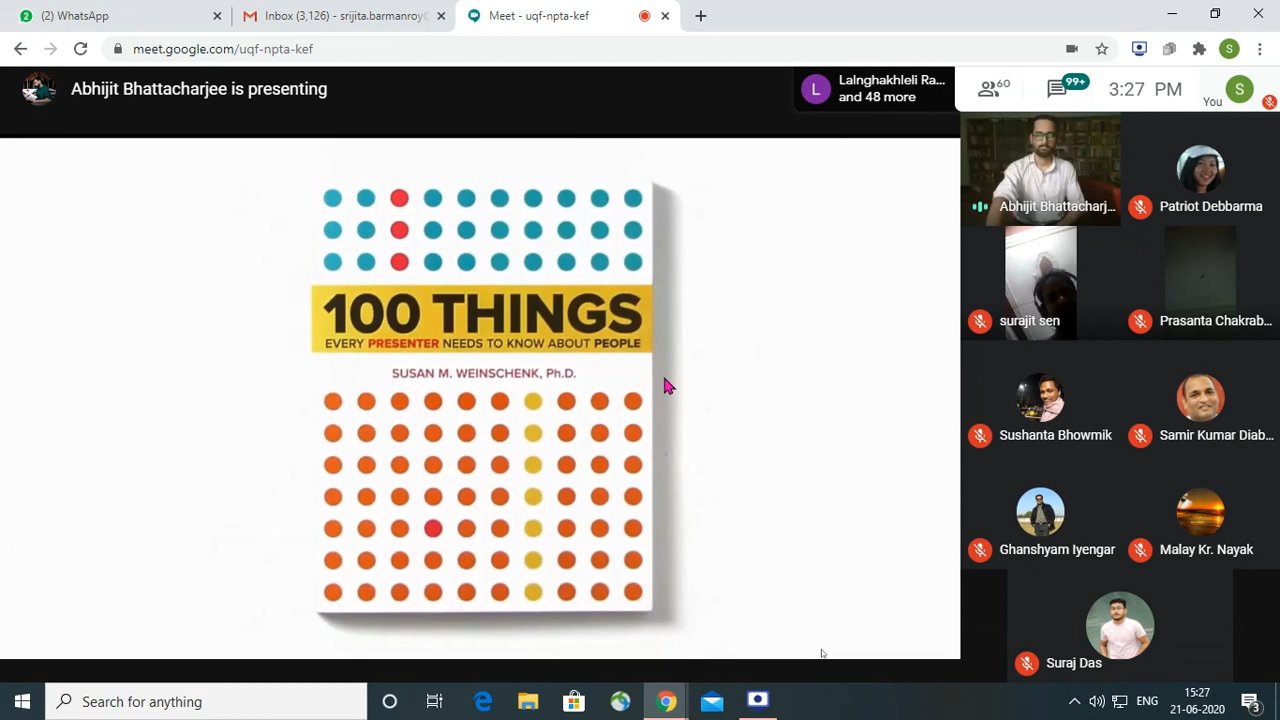 (2) WhatsApp
Inbox (3,126) - srijita.barmanroy
Meet - uqf-npta-kef
meet.google.com/uqf-npta-kef
S
Abhijit Bhattacharjee is presenting
L
Lalnghakhleli Ra...
and 48 more
60
99+
3:27 PM
You
S
100 THINGS
EVERY PRESENTER NEEDS TO KNOW ABOUT PEOPLE
SUSAN M. WEINSCHENK, Ph.D.
Abhijit Bhattacharj...
Patriot Debbarma
surajit sen
Prasanta Chakrab...
Sushanta Bhowmik
Samir Kumar Diab...
Ghanshyam Iyengar
Malay Kr. Nayak
Suraj Das
Search for anything
ENG
15:27
21-06-2020
3